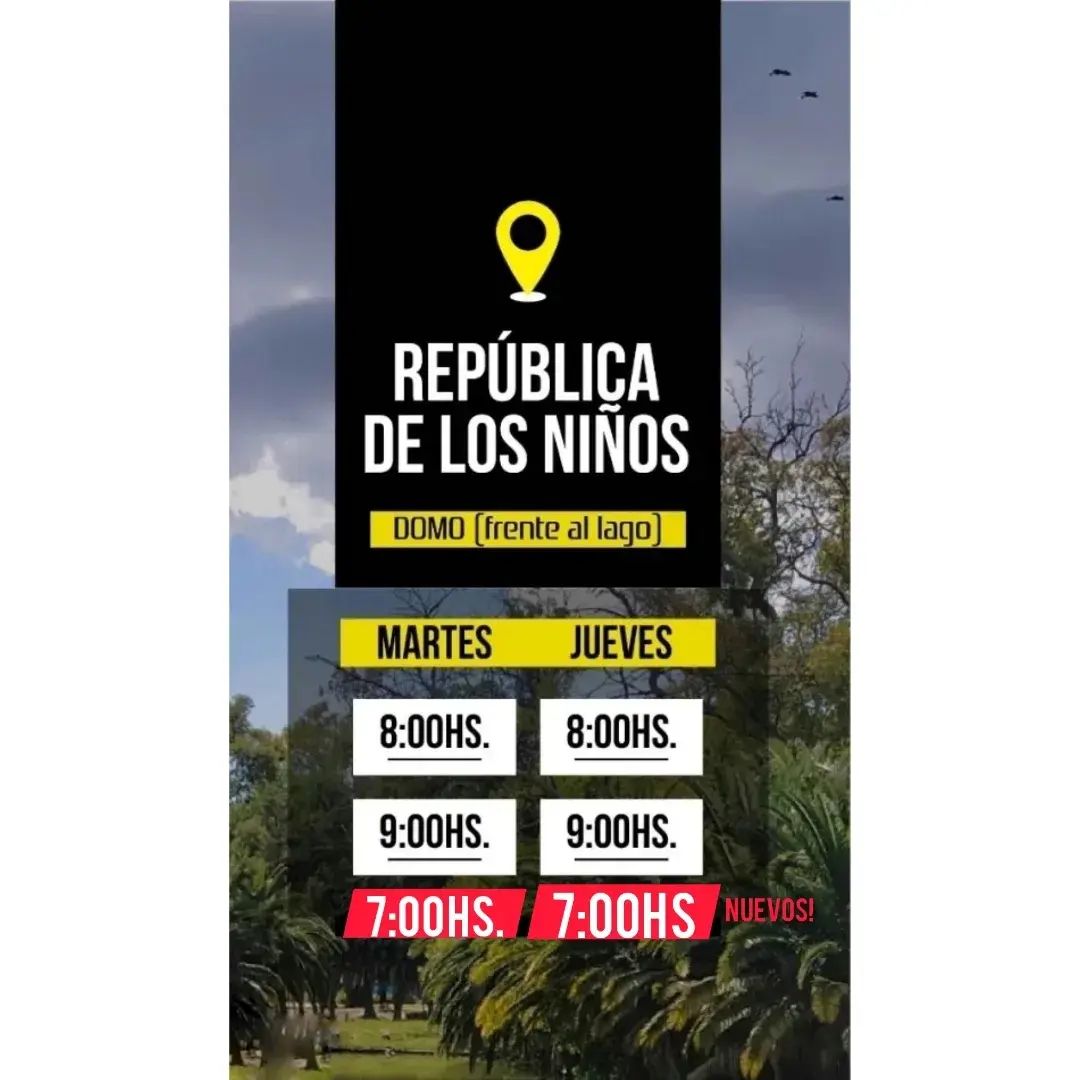 REPÚBLICA
DE LOS NIÑOS
DOMO (frente al lago)
MARTES JUEVES
8:00HS. 8:00HS.
9:00HS. 9:00HS.
7:00HS. 7:00HS NUEVOS!